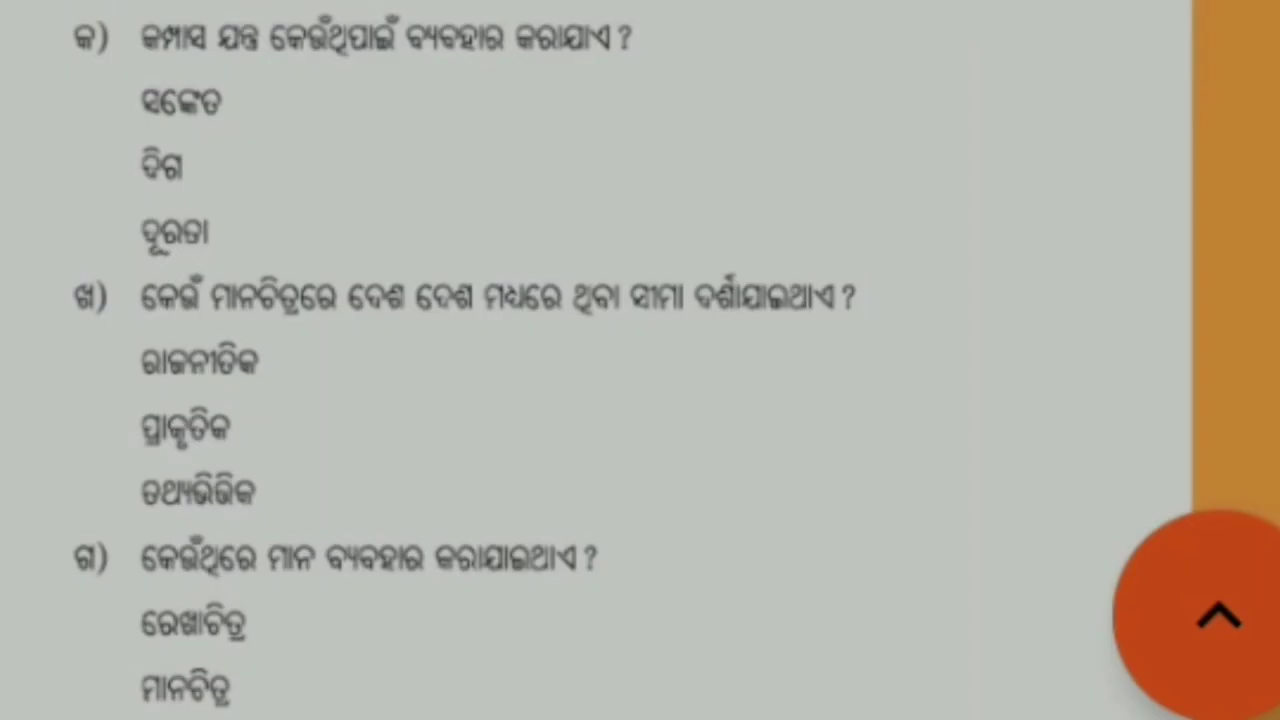 କ) କମ୍ପାସ ଯନ୍ତ୍ର କେଉଁଥିପାଇଁ ବ୍ୟବହାର କରାଯାଏ ?
ସଙ୍କେତ
ଦିଗ
ଦୂରତା
ଖ) କେଉଁ ମାନଚିତ୍ରରେ ଦେଶ ଦେଶ ମଧ୍ୟରେ ଥିବା ସୀମା ଦର୍ଶାଯାଇଥାଏ ?
ରାଜନୀତିକ
ପ୍ରାକୃତିକ
ତଥ୍ୟଭିତ୍ତିକ
ଗ) କେଉଁଥିରେ ମାନ ବ୍ୟବହାର କରାଯାଇଥାଏ ?
ରେଖାଚିତ୍ର
ମାନଚିତ୍ର